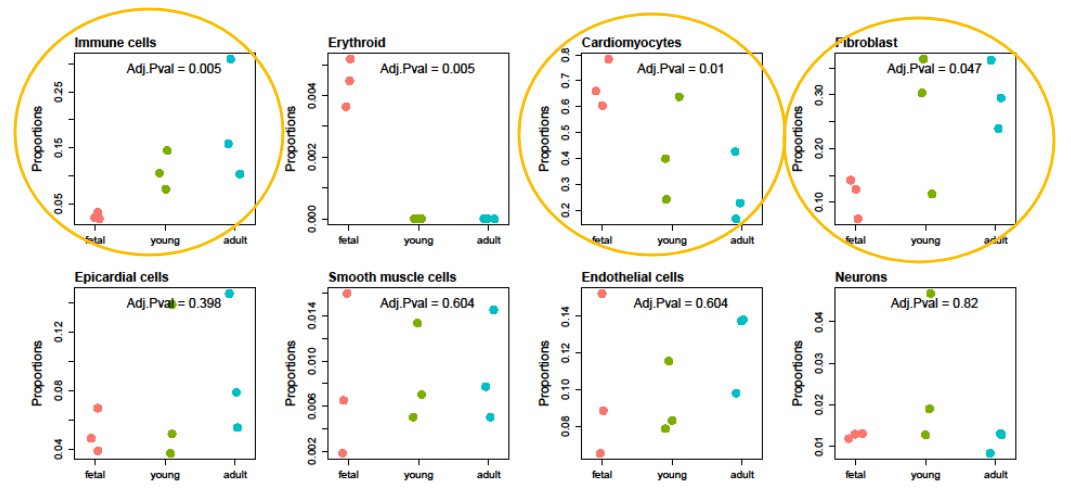 Immune cells
Adj.Pval = 0.005
Proportions
0.05
0.15
0.25
fetal
young
adult
Erythroid
Adj.Pval = 0.005
Proportions
0.000
0.002
0.004
fetal
young
adult
Cardiomyocytes
Adj.Pval = 0.01
Proportions
0.2
0.3
0.4
0.5
0.6
0.7
0.8
fetal
young
adult
Fibroblast
Adj.Pval = 0.047
Proportions
0.10
0.20
0.30
fetal
young
adult
Epicardial cells
Adj.Pval = 0.398
Proportions
0.04
0.08
0.12
fetal
young
adult
Smooth muscle cells
Adj.Pval = 0.604
Proportions
0.002
0.006
0.010
0.014
fetal
young
adult
Endothelial cells
Adj.Pval = 0.604
Proportions
0.08
0.10
0.12
0.14
fetal
young
adult
Neurons
Adj.Pval = 0.82
Proportions
0.01
0.02
0.03
0.04
fetal
young
adult